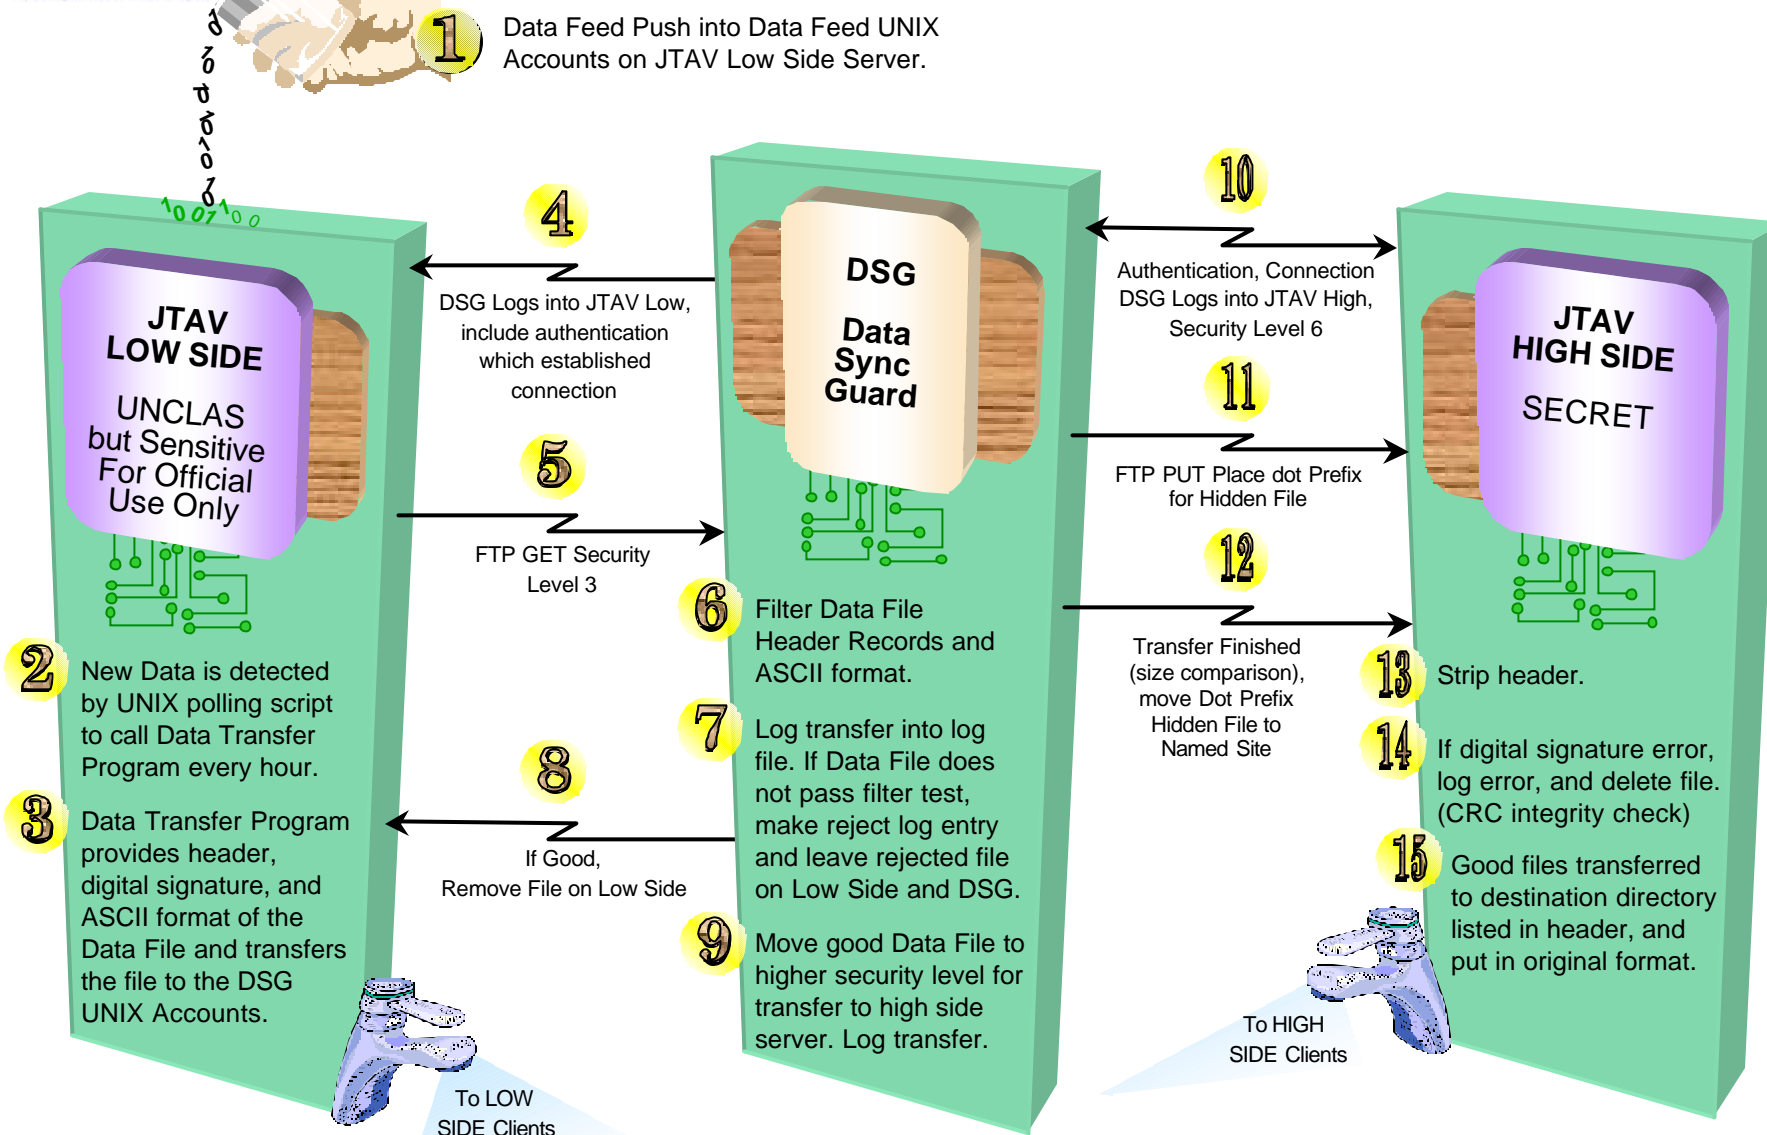 1
Data Feed Push into Data Feed UNIX
Accounts on JTAV Low Side Server.
JTAV
LOW SIDE
UNCLAS
but Sensitive
For Official
Use Only
2
New Data is detected
by UNIX polling script
to call Data Transfer
Program every hour.
3
Data Transfer Program
provides header,
digital signature, and
ASCII format of the
Data File and transfers
the file to the DSG
UNIX Accounts.
To LOW
SIDE Clients
4
DSG Logs into JTAV Low,
include authentication
which established
connection
5
FTP GET Security
Level 3
8
If Good,
Remove File on Low Side
DSG
Data
Sync
Guard
6
Filter Data File
Header Records and
ASCII format.
7
Log transfer into log
file. If Data File does
not pass filter test,
make reject log entry
and leave rejected file
on Low Side and DSG.
9
Move good Data File to
higher security level for
transfer to high side
server. Log transfer.
10
Authentication, Connection
DSG Logs into JTAV High,
Security Level 6
11
FTP PUT Place dot Prefix
for Hidden File
12
Transfer Finished
(size comparison),
move Dot Prefix
Hidden File to
Named Site
JTAV
HIGH SIDE
SECRET
13
Strip header.
14
If digital signature error,
log error, and delete file.
(CRC integrity check)
15
Good files transferred
to destination directory
listed in header, and
put in original format.
To HIGH
SIDE Clients